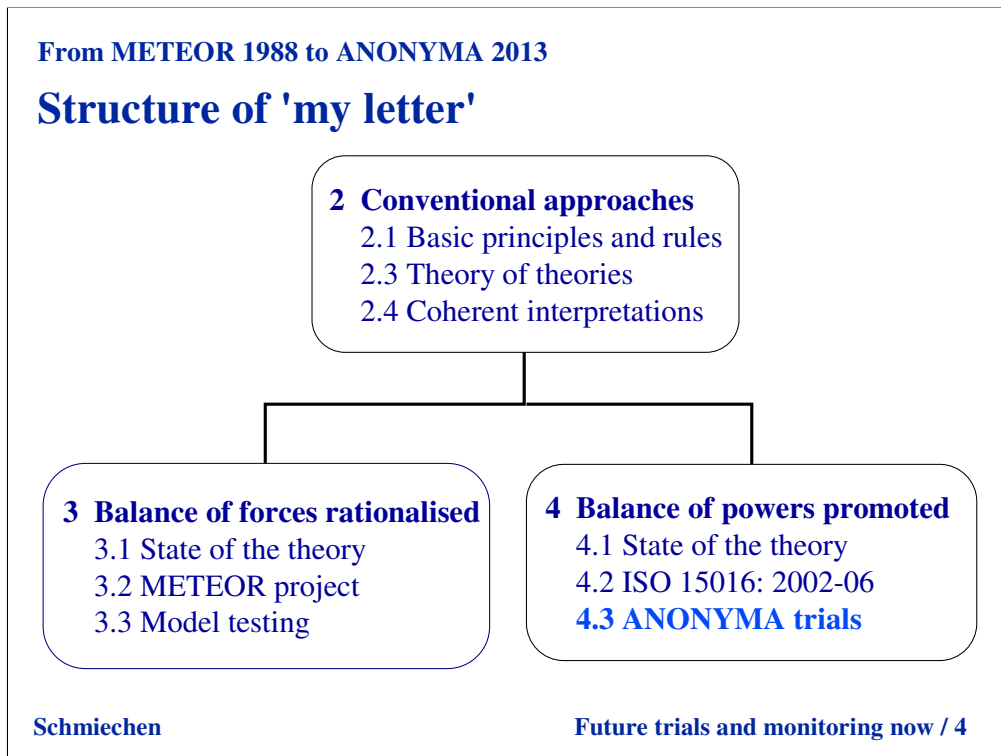 From METEOR 1988 to ANONYMA 2013
Structure of 'my letter'
2 Conventional approaches
2.1 Basic principles and rules
2.3 Theory of theories
2.4 Coherent interpretations
3 Balance of forces rationalised
3.1 State of the theory
3.2 METEOR project
3.3 Model testing
4 Balance of powers promoted
4.1 State of the theory
4.2 ISO 15016: 2002-06
4.3 ANONYMA trials
Schmiechen
Future trials and monitoring now / 4